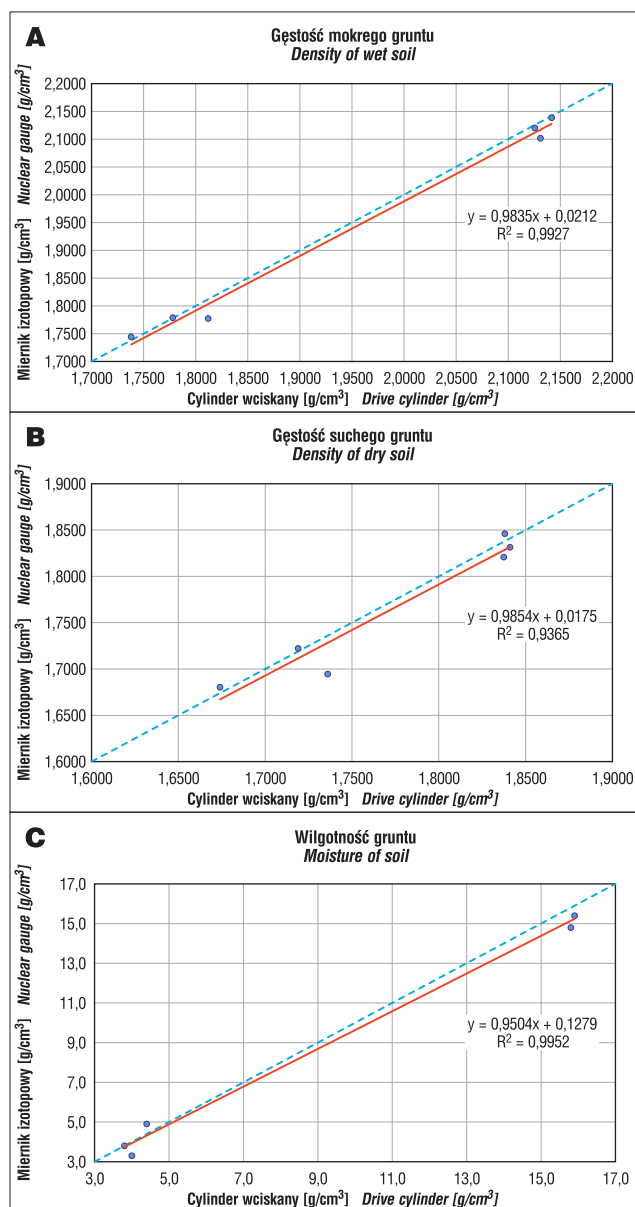 A
Gęstość mokrego gruntu
Density of wet soil
Miernik izotopowy [g/cm³] Nuclear gauge [g/cm³]
2,2000
2,1500
2,1000
2,0500
2,0000
1,9500
1,9000
1,8500
1,8000
1,7500
1,7000
y = 0,9835x + 0,0212
R² = 0,9927
1,7000 1,7500 1,8000 1,8500 1,9000 1,9500 2,0000 2,0500 2,1000 2,1500 2,2000
Cylinder wciskany [g/cm³] Drive cylinder [g/cm³]
B
Gęstość suchego gruntu
Density of dry soil
Miernik izotopowy [g/cm³] Nuclear gauge [g/cm³]
1,9000
1,8500
1,8000
1,7500
1,7000
1,6500
1,6000
y = 0,9854x + 0,0175
R² = 0,9365
1,6000 1,6500 1,7000 1,7500 1,8000 1,8500 1,9000
Cylinder wciskany [g/cm³] Drive cylinder [g/cm³]
C
Wilgotność gruntu
Moisture of soil
Miernik izotopowy [g/cm³] Nuclear gauge [g/cm³]
17,0
15,0
13,0
11,0
9,0
7,0
5,0
3,0
y = 0,9504x + 0,1279
R² = 0,9952
3,0 5,0 7,0 9,0 11,0 13,0 15,0 17,0
Cylinder wciskany [g/cm³] Drive cylinder [g/cm³]